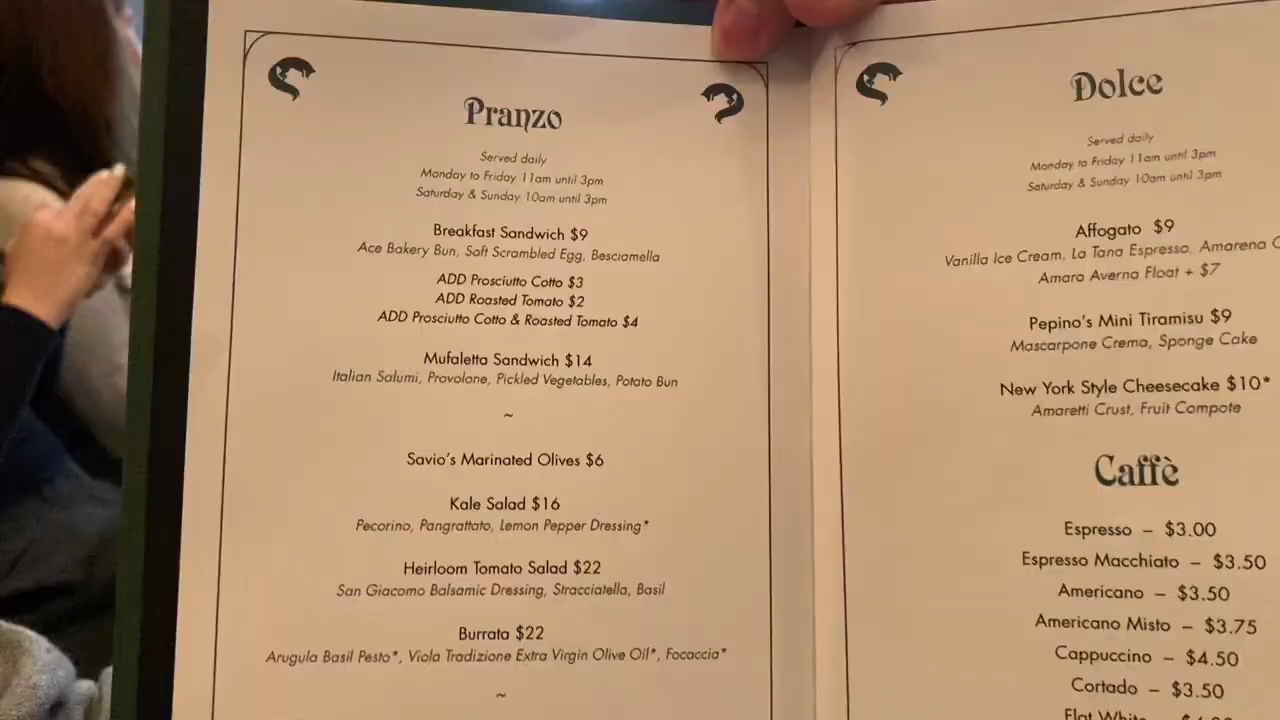 Pranzo
Served daily
Monday to Friday 11am until 3pm
Saturday & Sunday 10am until 3pm
Breakfast Sandwich $9
Ace Bakery Bun, Soft Scrambled Egg, Besciamella
ADD Prosciutto Cotto $3
ADD Roasted Tomato $2
ADD Prosciutto Cotto & Roasted Tomato $4
Mufaletta Sandwich $14
Italian Salumi, Provolone, Pickled Vegetables, Potato Bun
~
Savio's Marinated Olives $6
Kale Salad $16
Pecorino, Pangrattato, Lemon Pepper Dressing*
Heirloom Tomato Salad $22
San Giacomo Balsamic Dressing, Stracciatella, Basil
Burrata $22
Arugula Basil Pesto*, Viola Tradizione Extra Virgin Olive Oil*, Focaccia*
~
Dolce
Served daily
Monday to Friday 11am until 3pm
Saturday & Sunday 10am until 3pm
Affogato $9
Vanilla Ice Cream, La Tana Espresso, Amarena
Amaro Averna Float + $7
Pepino's Mini Tiramisu $9
Mascarpone Crema, Sponge Cake
New York Style Cheesecake $10*
Amaretti Crust, Fruit Compote
Caffè
Espresso – $3.00
Espresso Macchiato – $3.50
Americano – $3.50
Americano Misto – $3.75
Cappuccino – $4.50
Cortado – $3.50
Flat White